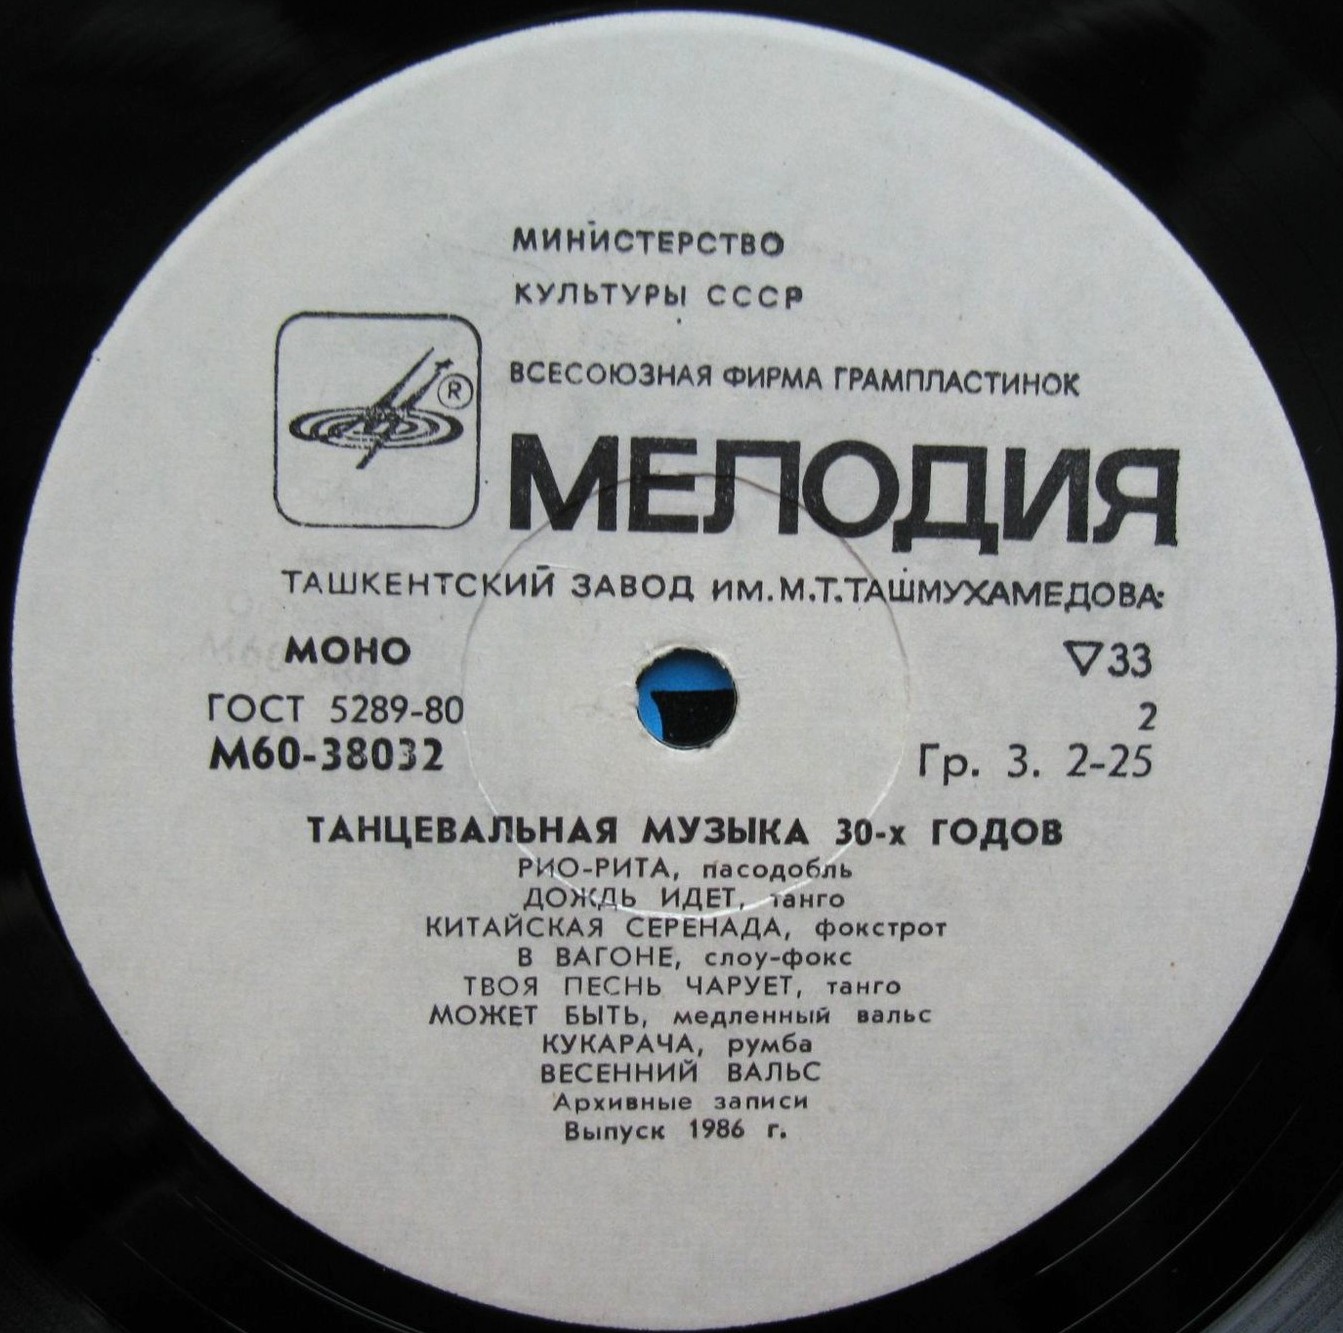 МИНИСТЕРСТВО
КУЛЬТУРЫ СССР
ВСЕСОЮЗНАЯ ФИРМА ГРАМПЛАСТИНОК
®
МЕЛОДИЯ
ТАШКЕНТСКИЙ ЗАВОД ИМ.М.Т.ТАШМУХАМЕДОВА
МОНО ▽33
ГОСТ 5289-80 2
М60-38032 Гр. 3. 2-25
ТАНЦЕВАЛЬНАЯ МУЗЫКА 30-х ГОДОВ
РИО-РИТА, пасодобль
ДОЖДЬ ИДЕТ, танго
КИТАЙСКАЯ СЕРЕНАДА, фокстрот
В ВАГОНЕ, слоу-фокс
ТВОЯ ПЕСНЬ ЧАРУЕТ, танго
МОЖЕТ БЫТЬ, медленный вальс
КУКАРАЧА, румба
ВЕСЕННИЙ ВАЛЬС
Архивные записи
Выпуск 1986 г.